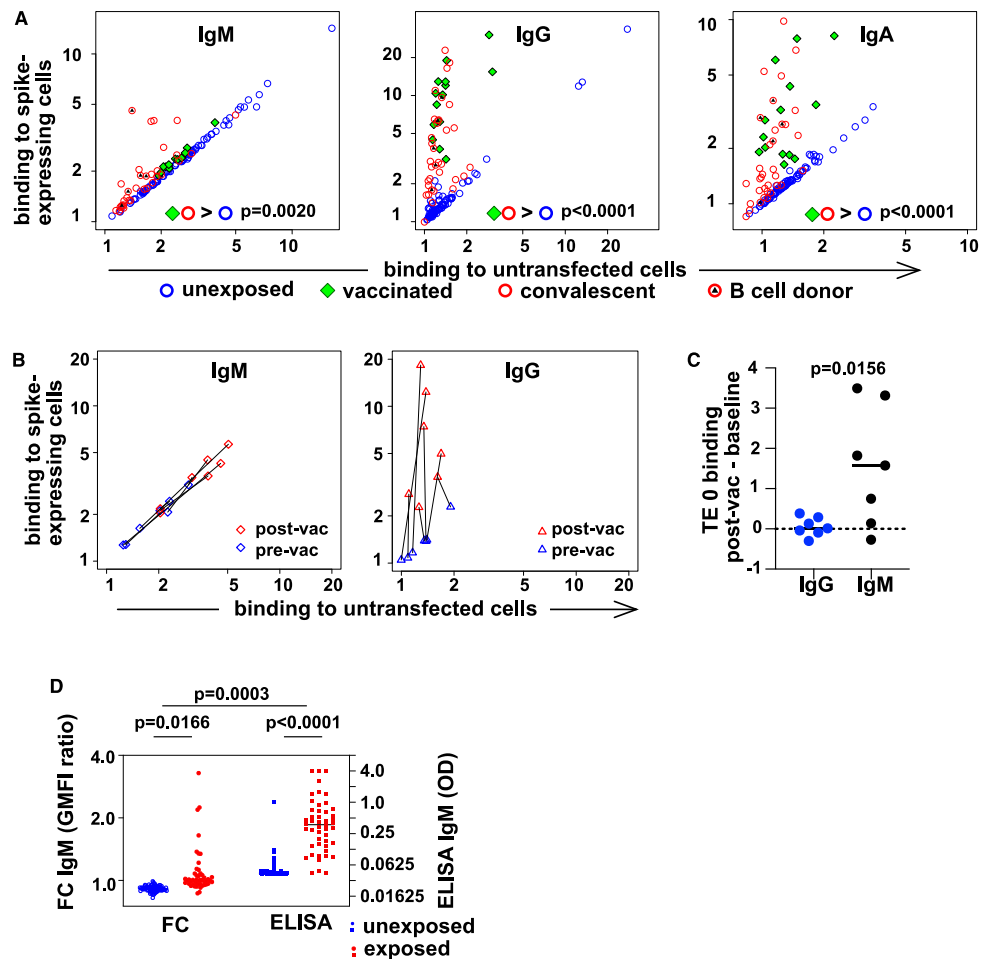 A
IgM
IgG
IgA
binding to spike-
expressing cells
10
5
2
1
20
10
5
2
1
10
5
2
1
> p=0.0020
> p<0.0001
> p<0.0001
1 2 5 10
1 2 5 10 20
1 2 5 10
binding to untransfected cells
unexposed vaccinated convalescent B cell donor
B
IgM
IgG
binding to spike-
expressing cells
20
10
5
2
1
20
10
5
2
1
post-vac
pre-vac
post-vac
pre-vac
1 2 5 10 20
1 2 5 10 20
binding to untransfected cells
C
p=0.0156
TE 0 binding
post-vac - baseline
4
3
2
1
0
-1
IgG IgM
D
p=0.0003
p=0.0166 p<0.0001
FC IgM (GMFI ratio)
4.0
2.0
1.0
4.0
1.0
0.25
0.0625
0.01625
ELISA IgM (OD)
FC ELISA
unexposed
exposed